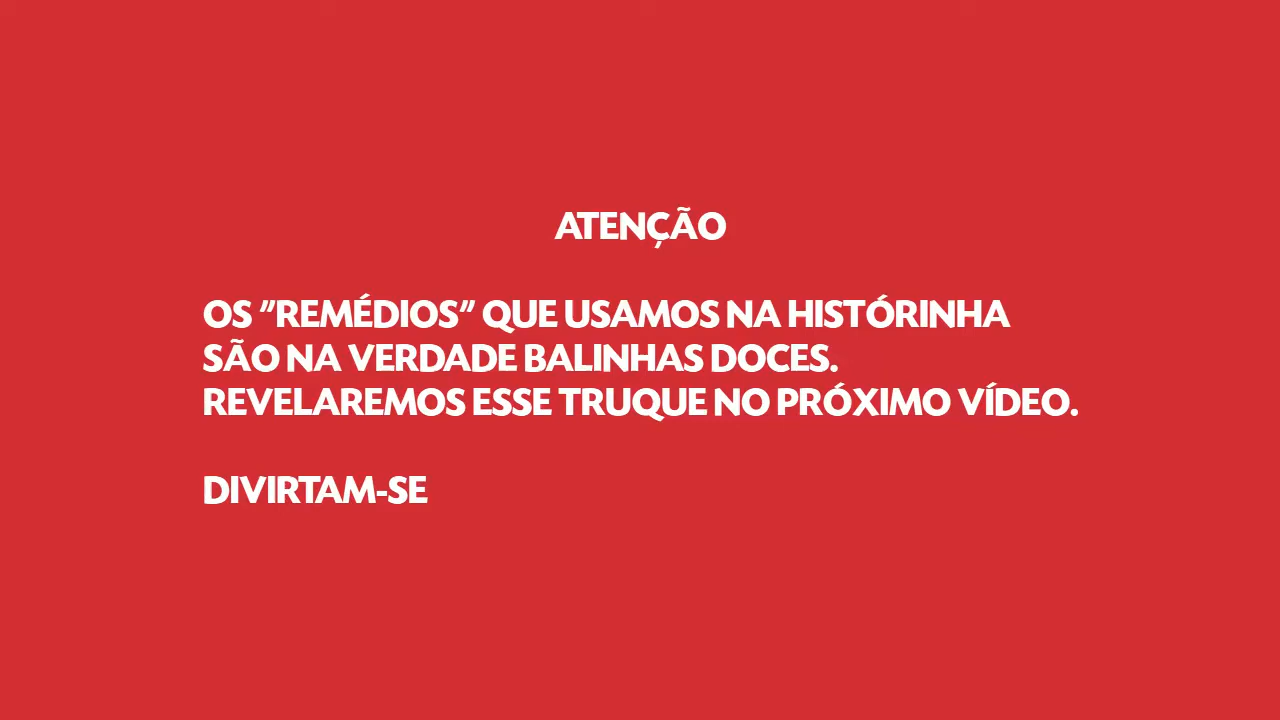 ATENÇÃO
OS "REMÉDIOS" QUE USAMOS NA HISTÓRINHA
SÃO NA VERDADE BALINHAS DOCES.
REVELAREMOS ESSE TRUQUE NO PRÓXIMO VÍDEO.
DIVIRTAM-SE